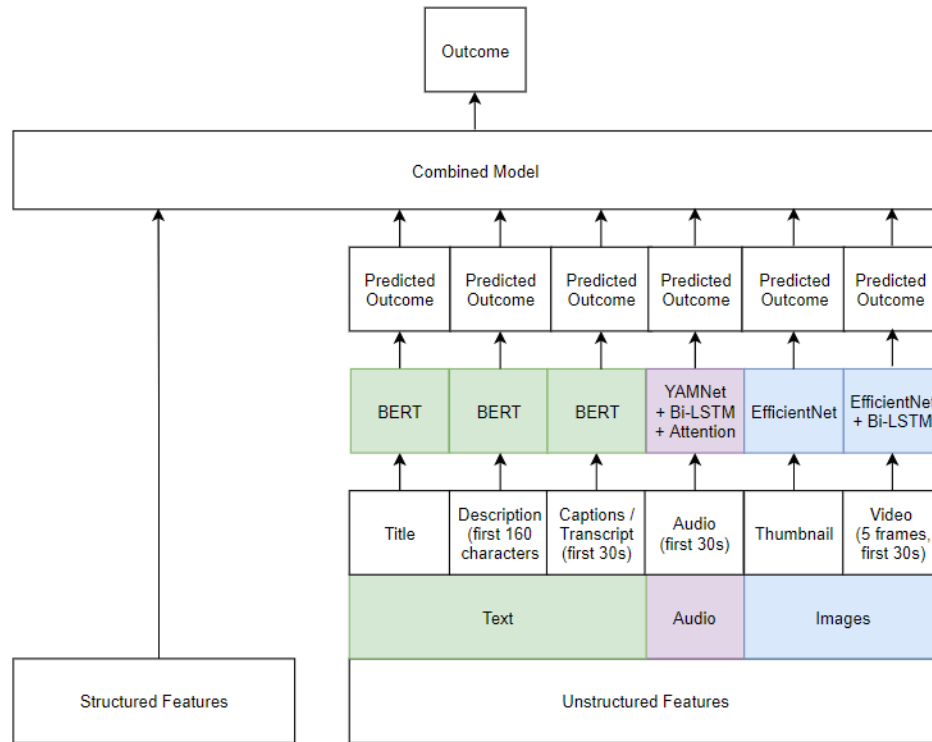 Outcome
Combined Model
Predicted
Outcome
Predicted
Outcome
Predicted
Outcome
Predicted
Outcome
Predicted
Outcome
Predicted
Outcome
BERT
BERT
BERT
YAMNet
+ Bi-LSTM
+ Attention
EfficientNet
EfficientNet
+ Bi-LSTM
Title
Description
(first 160
characters
Captions /
Transcript
(first 30s)
Audio
(first 30s)
Thumbnail
Video
(5 frames,
first 30s)
Text
Audio
Images
Structured Features
Unstructured Features